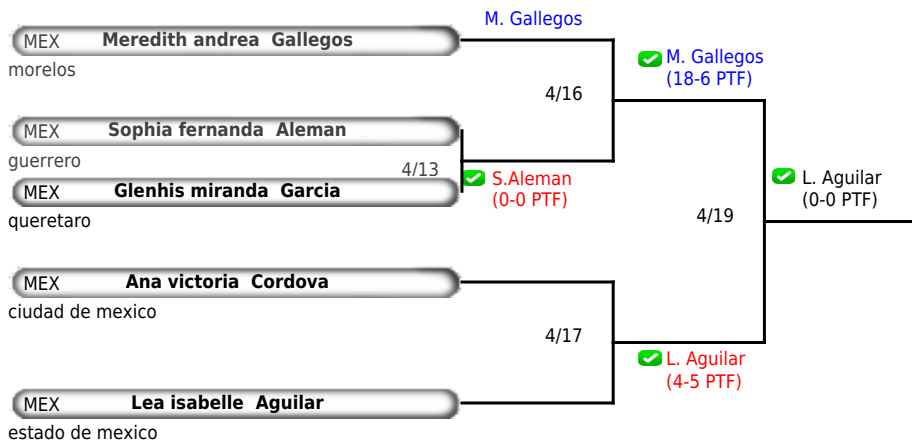 M. Gallegos
MEX Meredith andrea Gallegos
morelos
M. Gallegos
(18-6 PTF)
4/16
MEX Sophia fernanda Aleman
guerrero
4/13
S.Aleman
(0-0 PTF)
MEX Glenhis miranda Garcia
queretaro
L. Aguilar
(0-0 PTF)
4/19
MEX Ana victoria Cordova
ciudad de mexico
4/17
L. Aguilar
(4-5 PTF)
MEX Lea isabelle Aguilar
estado de mexico